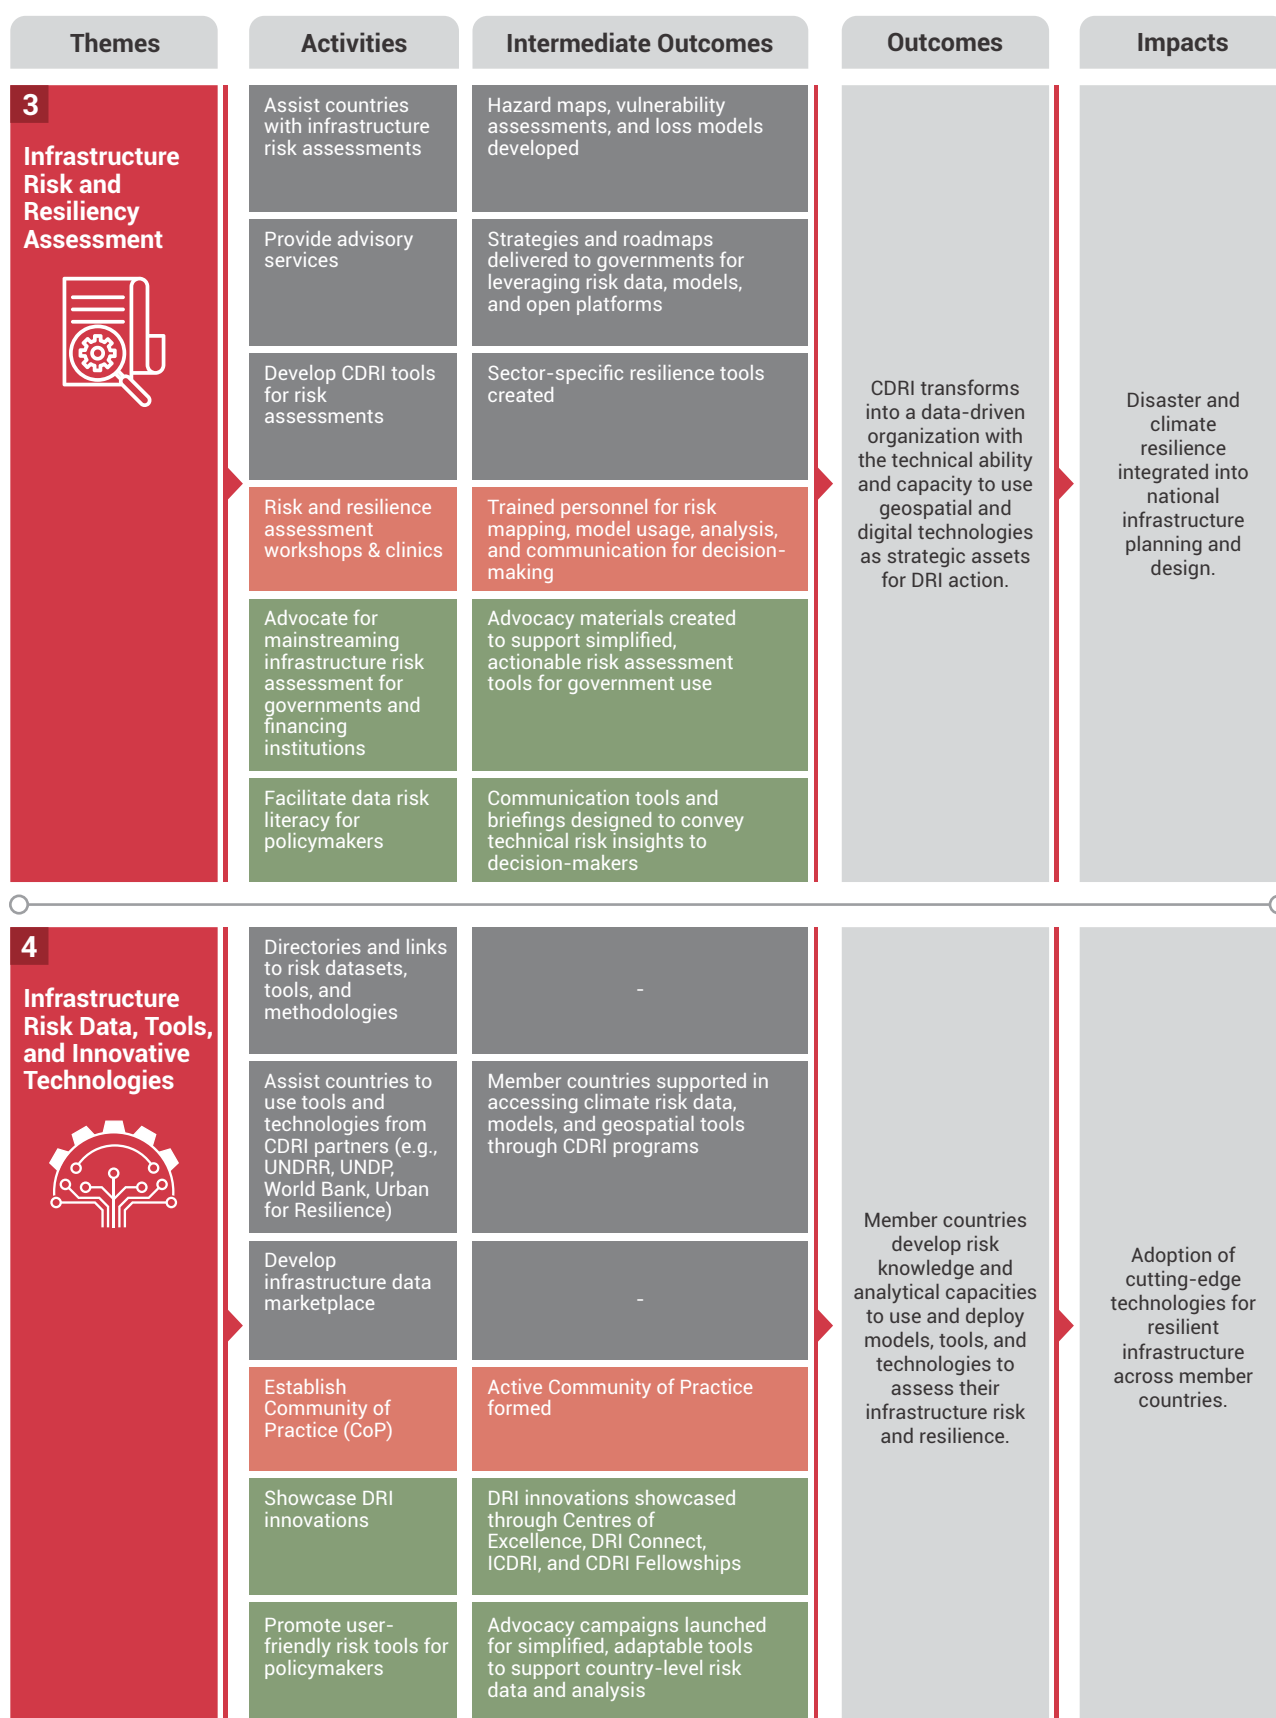 Themes
Activities
Intermediate Outcomes
Outcomes
Impacts
3
Infrastructure
Risk and
Resiliency
Assessment
Assist countries
with infrastructure
risk assessments
Hazard maps, vulnerability
assessments, and loss models
developed
Provide advisory
services
Strategies and roadmaps
delivered to governments for
leveraging risk data, models,
and open platforms
Develop CDRI tools
for risk
assessments
Sector-specific resilience tools
created
Risk and resilience
assessment
workshops & clinics
Trained personnel for risk
mapping, model usage, analysis,
and communication for decision-
making
Advocate for
mainstreaming
infrastructure risk
assessment for
governments and
financing
institutions
Advocacy materials created
to support simplified,
actionable risk assessment
tools for government use
Facilitate data risk
literacy for
policymakers
Communication tools and
briefings designed to convey
technical risk insights to
decision-makers
CDRI transforms
into a data-driven
organization with
the technical ability
and capacity to use
geospatial and
digital technologies
as strategic assets
for DRI action.
Disaster and
climate
resilience
integrated into
national
infrastructure
planning and
design.
4
Infrastructure
Risk Data, Tools,
and Innovative
Technologies
Directories and links
to risk datasets,
tools, and
methodologies
-
Assist countries to
use tools and
technologies from
CDRI partners (e.g.,
UNDRR, UNDP,
World Bank, Urban
for Resilience)
Member countries supported in
accessing climate risk data,
models, and geospatial tools
through CDRI programs
Develop
infrastructure data
marketplace
-
Establish
Community of
Practice (CoP)
Active Community of Practice
formed
Showcase DRI
innovations
DRI innovations showcased
through Centres of
Excellence, DRI Connect,
ICDRI, and CDRI Fellowships
Promote user-
friendly risk tools for
policymakers
Advocacy campaigns launched
for simplified, adaptable tools
to support country-level risk
data and analysis
Member countries
develop risk
knowledge and
analytical capacities
to use and deploy
models, tools, and
technologies to
assess their
infrastructure risk
and resilience.
Adoption of
cutting-edge
technologies for
resilient
infrastructure
across member
countries.